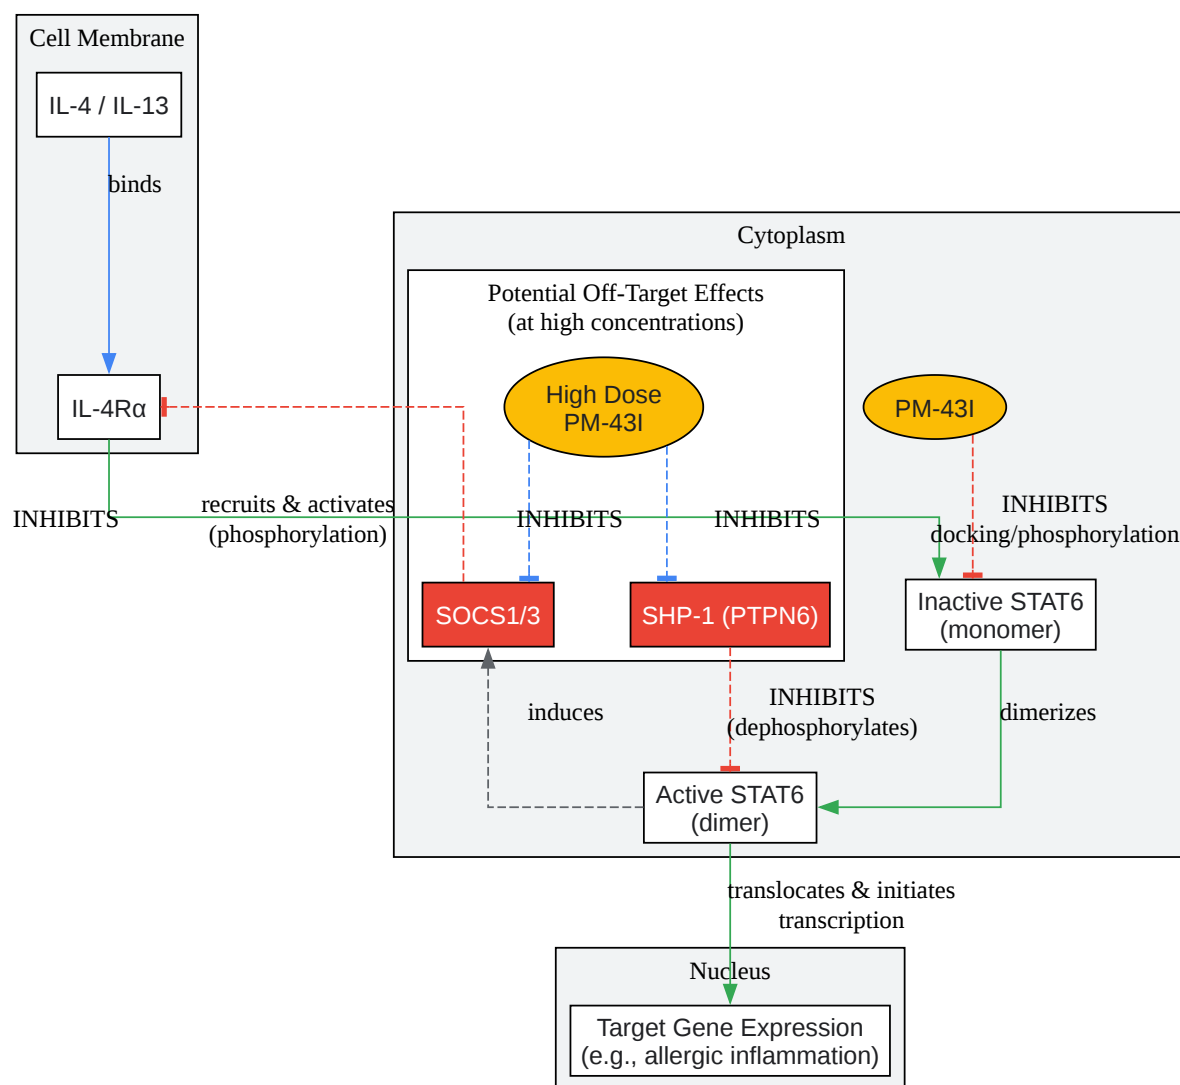 Cell Membrane
IL-4 / IL-13
binds
Cytoplasm
Potential Off-Target Effects
(at high concentrations)
IL-4Rα
High Dose
PM-43I
PM-43I
INHIBITS
recruits & activates
(phosphorylation)
INHIBITS
INHIBITS
INHIBITS
docking/phosphorylation
SOCS1/3
SHP-1 (PTPN6)
Inactive STAT6
(monomer)
induces
INHIBITS
(dephosphorylates)
dimerizes
Active STAT6
(dimer)
translocates & initiates
transcription
Nucleus
Target Gene Expression
(e.g., allergic inflammation)